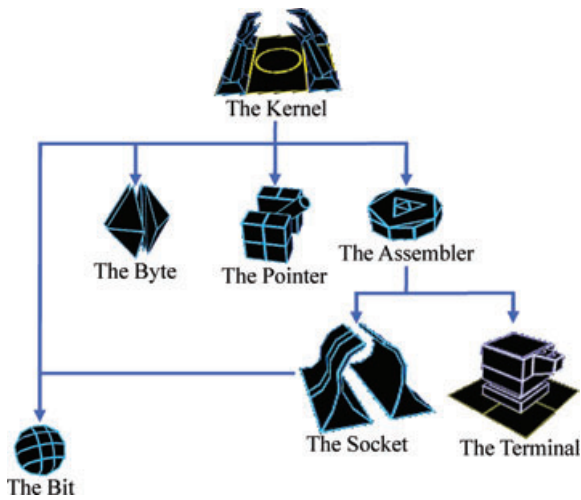 The Kernel
The Byte
The Pointer
The Assembler
The Socket
The Terminal
The Bit